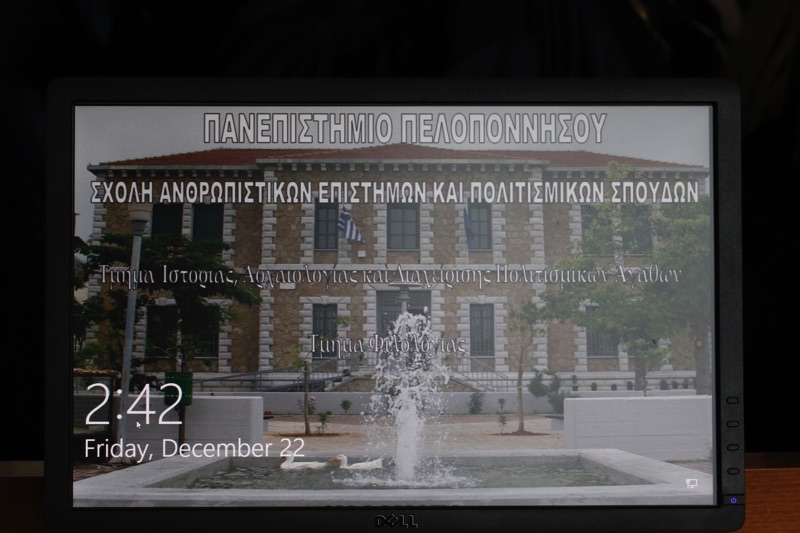 ΠΑΝΕΠΙΣΤΗΜΙΟ ΠΕΛΟΠΟΝΝΗΣΟΥ
ΣΧΟΛΗ ΑΝΘΡΩΠΙΣΤΙΚΩΝ ΕΠΙΣΤΗΜΩΝ ΚΑΙ ΠΟΛΙΤΙΣΜΙΚΩΝ ΣΠΟΥΔΩΝ
Τμημα Ιστοριας, Αρχαιολογιας και Διαχειρισης Πολιτισμικων Αγαθων
Τμημα Φιλολογιας
2:42
Friday, December 22
DELL